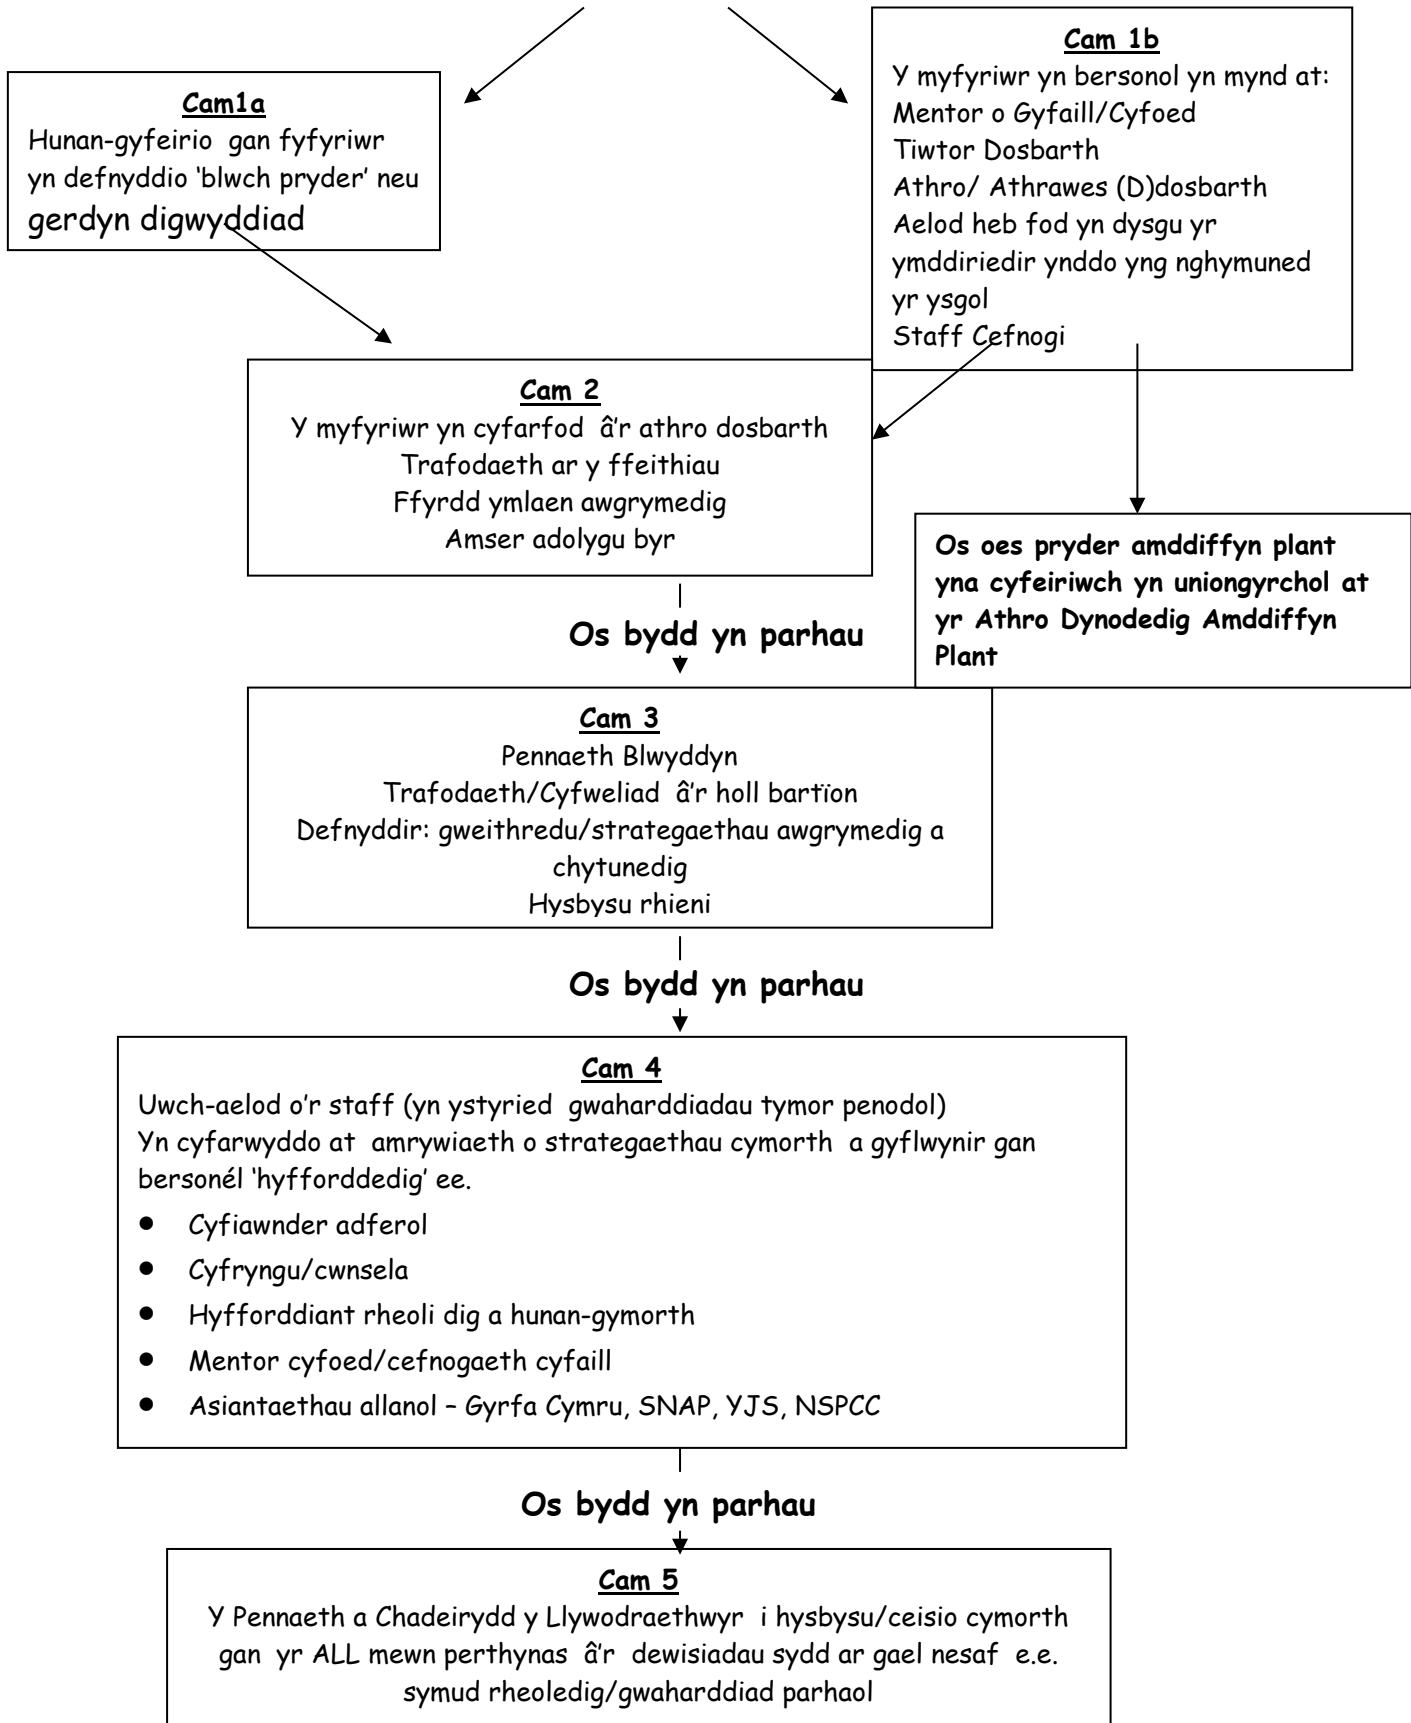 Cam1a
Hunan-gyfeirio gan fyfyriwr
yn defnyddio ‘blwch pryder’ neu
gerdyn digwyddiad
Cam 1b
Y myfyriwr yn bersonol yn mynd at:
Mentor o Gyfaill/Cyfoed
Tiwtor Dosbarth
Athro/ Athrawes (D)dosbarth
Aelod heb fod yn dysgu yr
ymddiriedir ynddo yng nghymuned
yr ysgol
Staff Cefnogi
Cam 2
Y myfyriwr yn cyfarfod â’r athro dosbarth
Trafodaeth ar y ffeithiau
Ffyrdd ymlaen awgrymedig
Amser adolygu byr
Os oes pryder amddiffyn plant
yna cyfeiriwch yn uniongyrchol at
yr Athro Dynodedig Amddiffyn
Plant
Os bydd yn parhau
Cam 3
Pennaeth Blwyddyn
Trafodaeth/Cyfweliad â’r holl bartïon
Defnyddir: gweithredu/strategaethau awgrymedig a
chytunedig
Hysbysu rhieni
Os bydd yn parhau
Cam 4
Uwch-aelod o’r staff (yn ystyried gwaharddiadau tymor penodol)
Yn cyfarwyddo at amrywiaeth o strategaethau cymorth a gyflwynir gan
bersonél ‘hyfforddedig’ ee.
● Cyfiawnder adferol
● Cyfryngu/cwnsela
● Hyfforddiant rheoli dig a hunan-gymorth
● Mentor cyfoed/cefnogaeth cyfaill
● Asiantaethau allanol – Gyrfa Cymru, SNAP, YJS, NSPCC
Os bydd yn parhau
Cam 5
Y Pennaeth a Chadeirydd y Llywodraethwyr i hysbysu/ceisio cymorth
gan yr ALL mewn perthynas â’r dewisiadau sydd ar gael nesaf e.e.
symud rheoledig/gwaharddiad parhaol